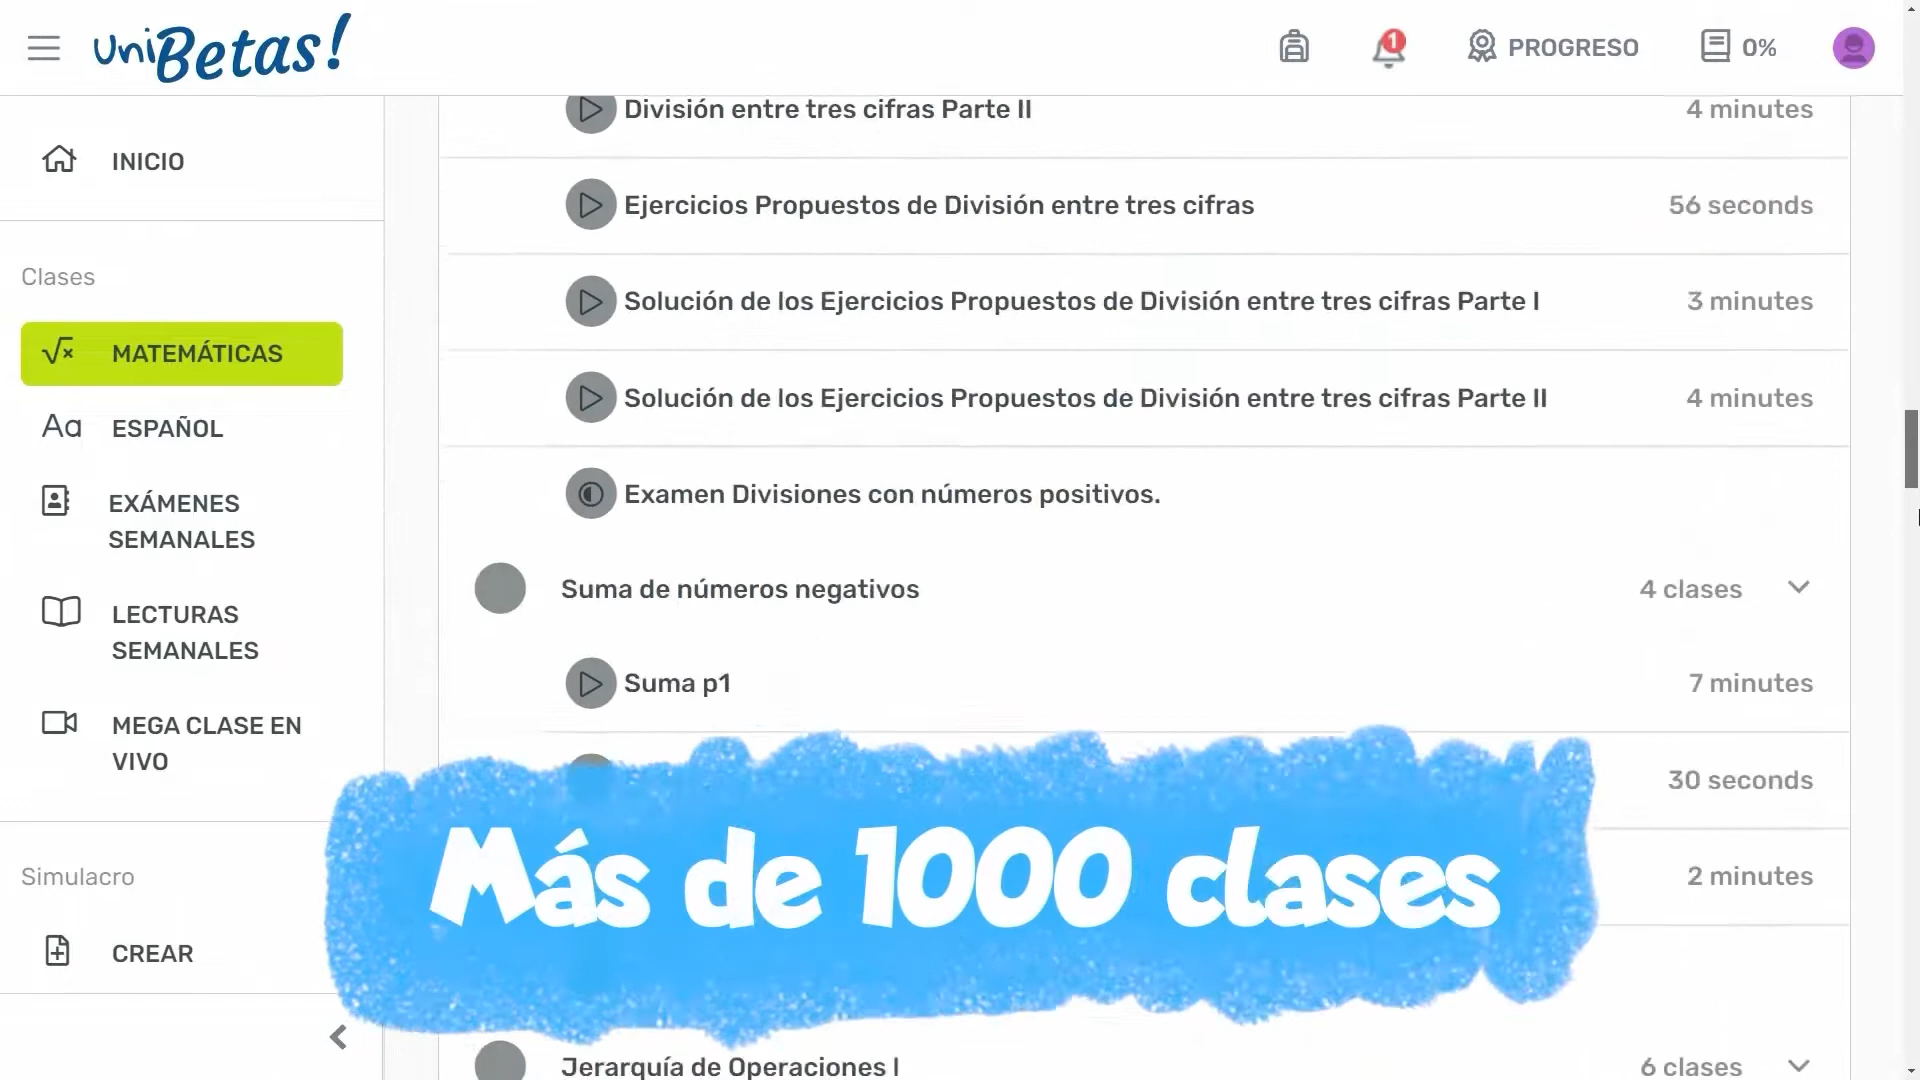 uniBetas!
1
PROGRESO
0%
INICIO
Clases
MATEMÁTICAS
Aa ESPAÑOL
EXÁMENES
SEMANALES
LECTURAS
SEMANALES
MEGA CLASE EN
VIVO
Simulacro
CREAR
División entre tres cifras Parte II 4 minutes
Ejercicios Propuestos de División entre tres cifras 56 seconds
Solución de los Ejercicios Propuestos de División entre tres cifras Parte I 3 minutes
Solución de los Ejercicios Propuestos de División entre tres cifras Parte II 4 minutes
Examen Divisiones con números positivos.
Suma de números negativos 4 clases
Suma p1 7 minutes
30 seconds
2 minutes
Más de 1000 clases
Jerarquía de Operaciones I 6 clases